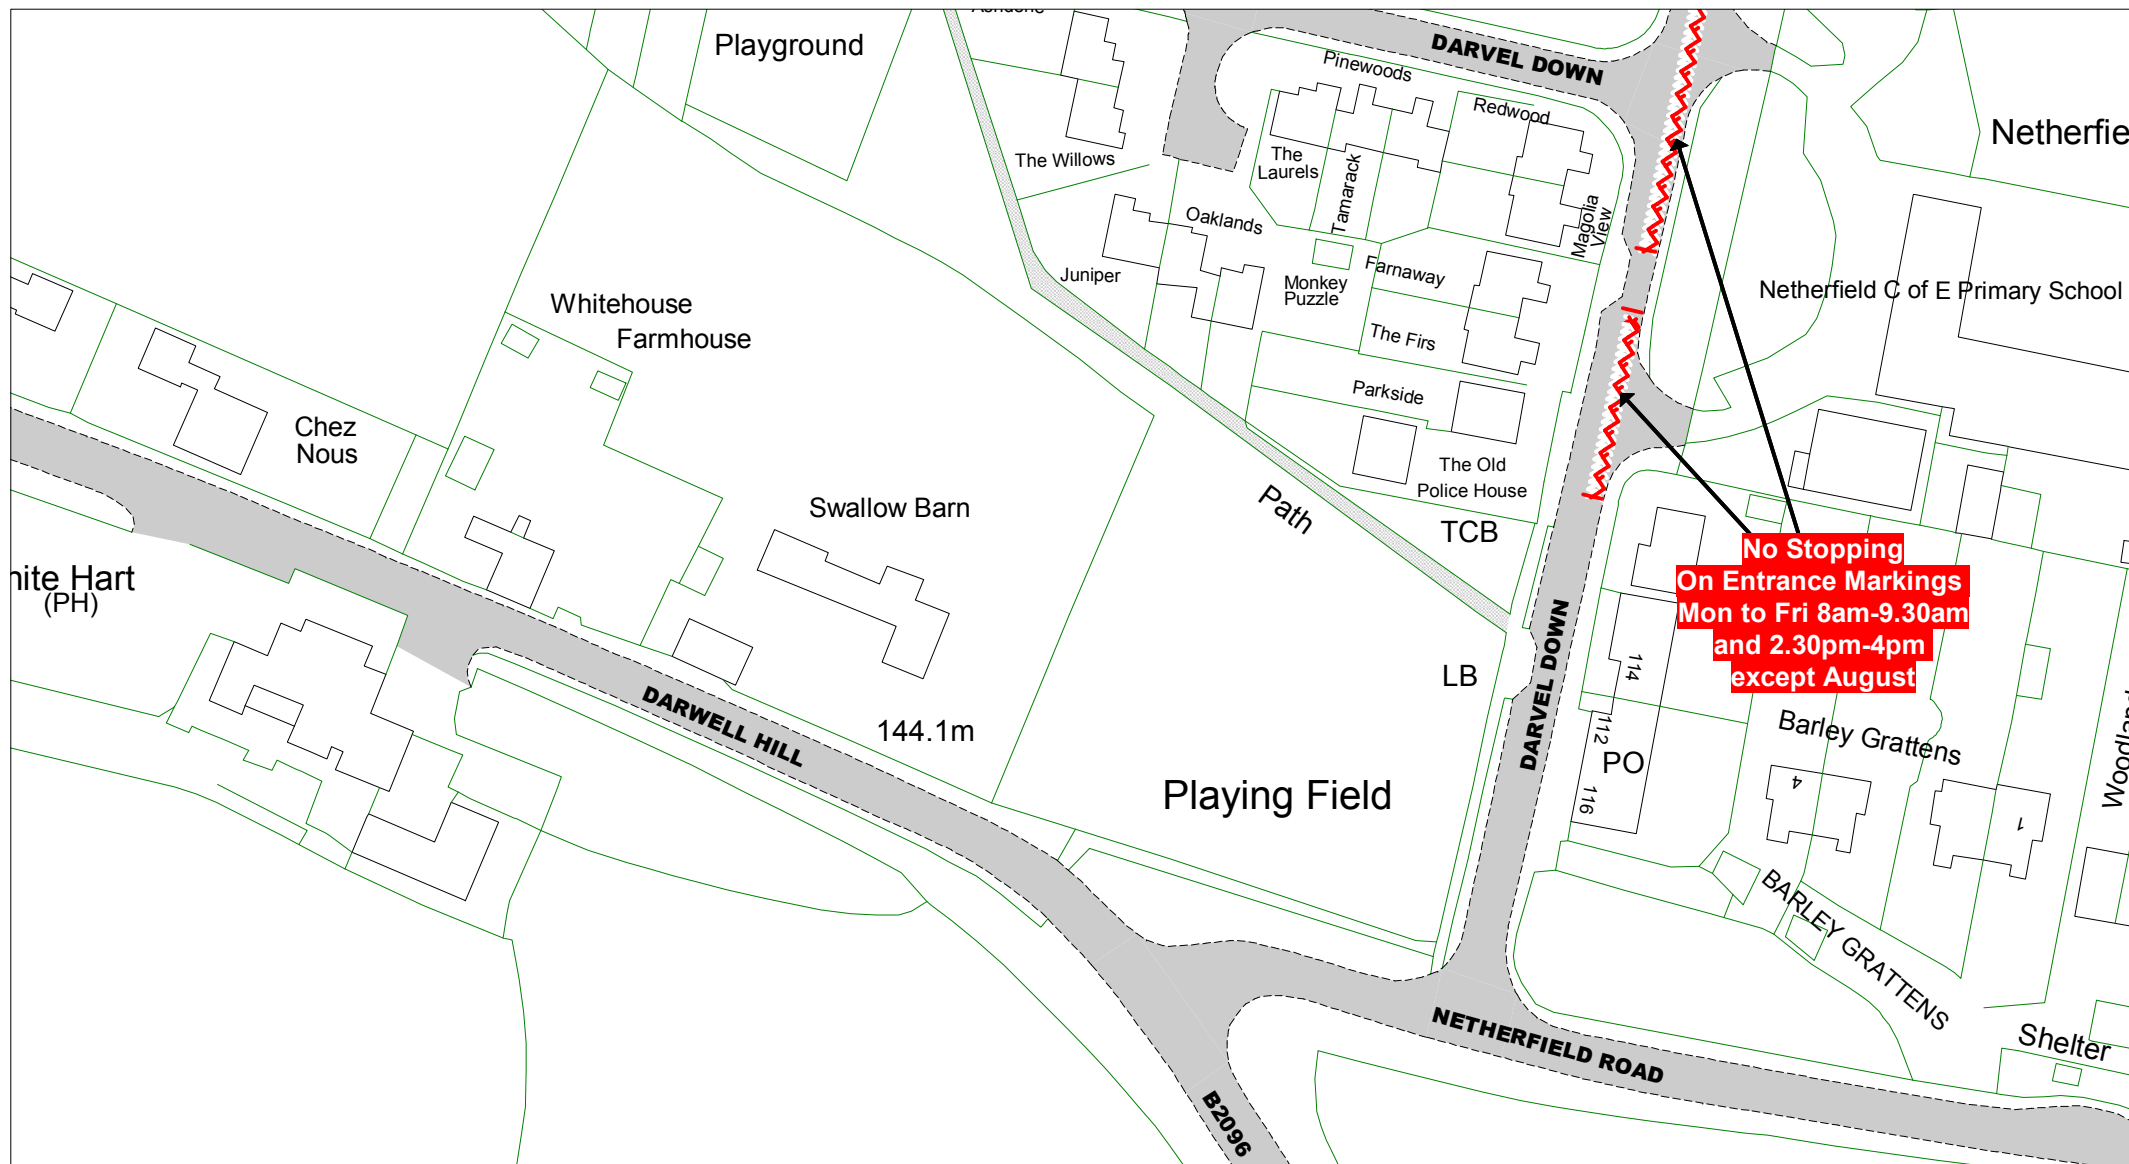 Ashdene
Playground
DARVEL DOWN
Pinewoods
Redwood
Netherfie
The Willows
The
Laurels
Tamarack
Magolia
View
Oaklands
Juniper
Monkey
Puzzle
Farnaway
Netherfield C of E Primary School
Whitehouse
Farmhouse
The Firs
Parkside
Chez
Nous
The Old
Police House
Swallow Barn
Path
TCB
No Stopping
On Entrance Markings
Mon to Fri 8am-9.30am
and 2.30pm-4pm
except August
nite Hart
(PH)
DARVEL DOWN
114
LB
DARWELL HILL
144.1m
112
PO
Barley Grattens
Playing Field
116
4
1
BARLEY GRATTENS
NETHERFIELD ROAD
Shelter
B2096